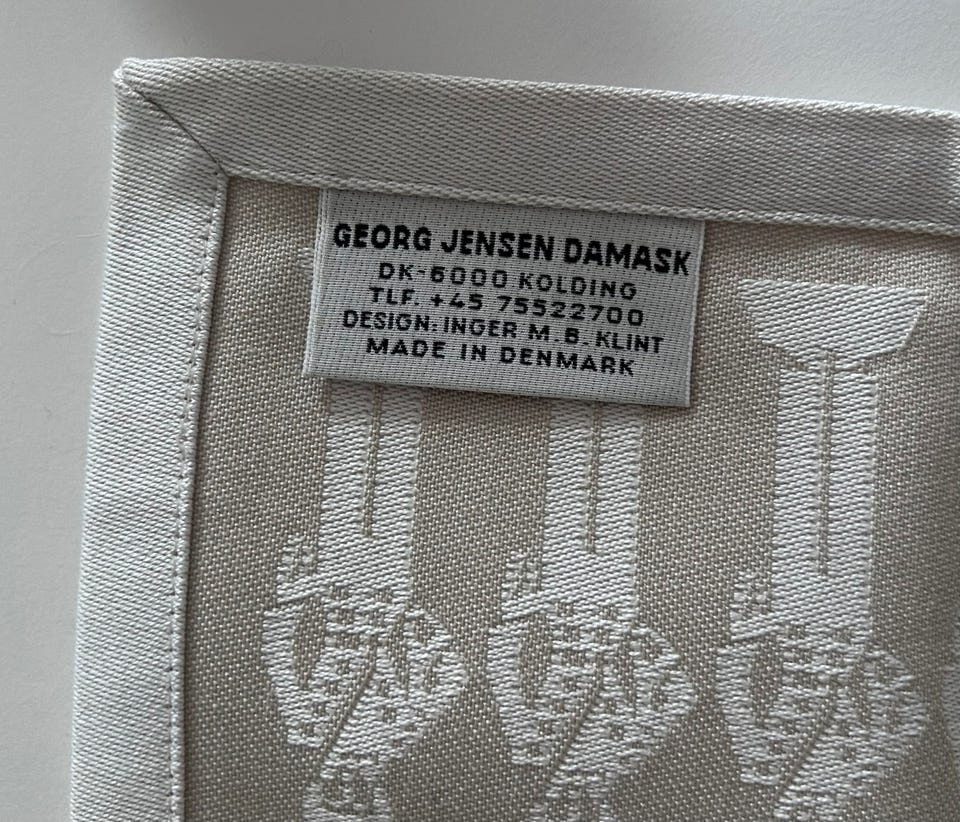 GEORG JENSEN DAMASK
DK-6000 KOLDING
TLF. +45 75522700
DESIGN: INGER M. B. KLINT
MADE IN DENMARK